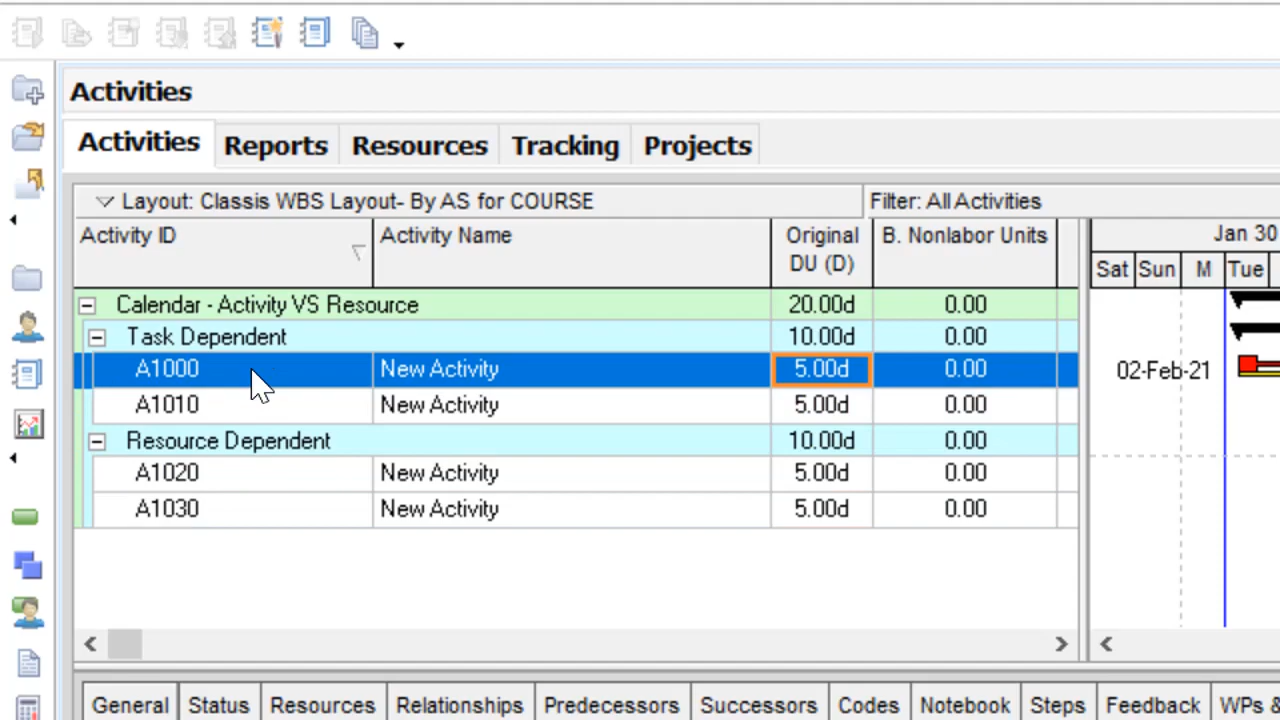 Activities
Activities Reports Resources Tracking Projects
Layout: Classis WBS Layout- By AS for COURSE Filter: All Activities
Activity ID Activity Name Original DU (D) B. Nonlabor Units Jan 30
Sat Sun M Tue
Calendar - Activity VS Resource 20.00d 0.00
Task Dependent 10.00d 0.00
A1000 New Activity 5.00d 0.00 02-Feb-21
A1010 New Activity 5.00d 0.00
Resource Dependent 10.00d 0.00
A1020 New Activity 5.00d 0.00
A1030 New Activity 5.00d 0.00
General Status Resources Relationships Predecessors Successors Codes Notebook Steps Feedback WPs &